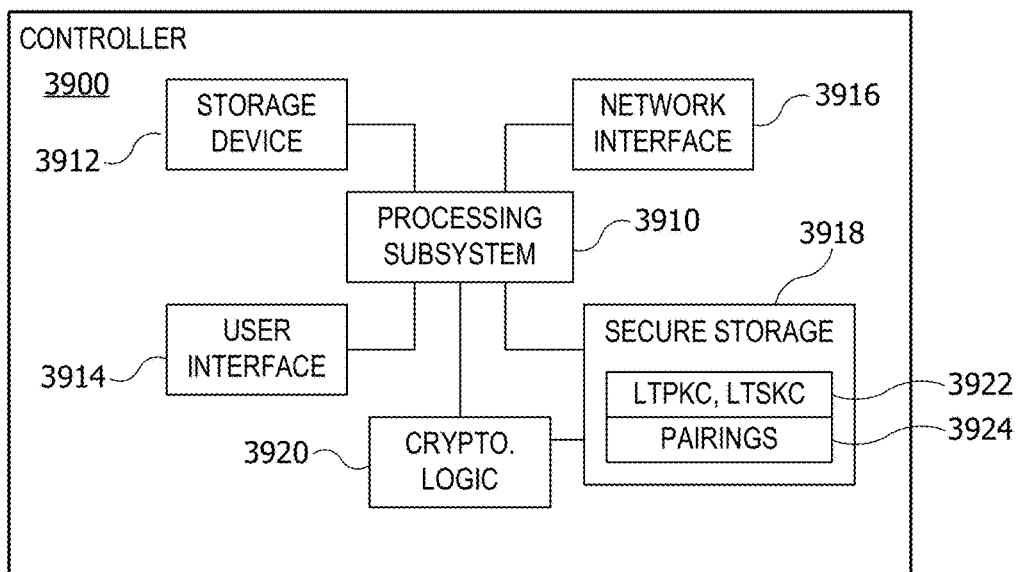 CONTROLLER
3900
STORAGE
DEVICE
3912
NETWORK
INTERFACE
3916
PROCESSING
SUBSYSTEM
3910
3918
USER
INTERFACE
3914
SECURE STORAGE
LTPKC, LTSKC
3922
PAIRINGS
3924
CRYPTO.
LOGIC
3920